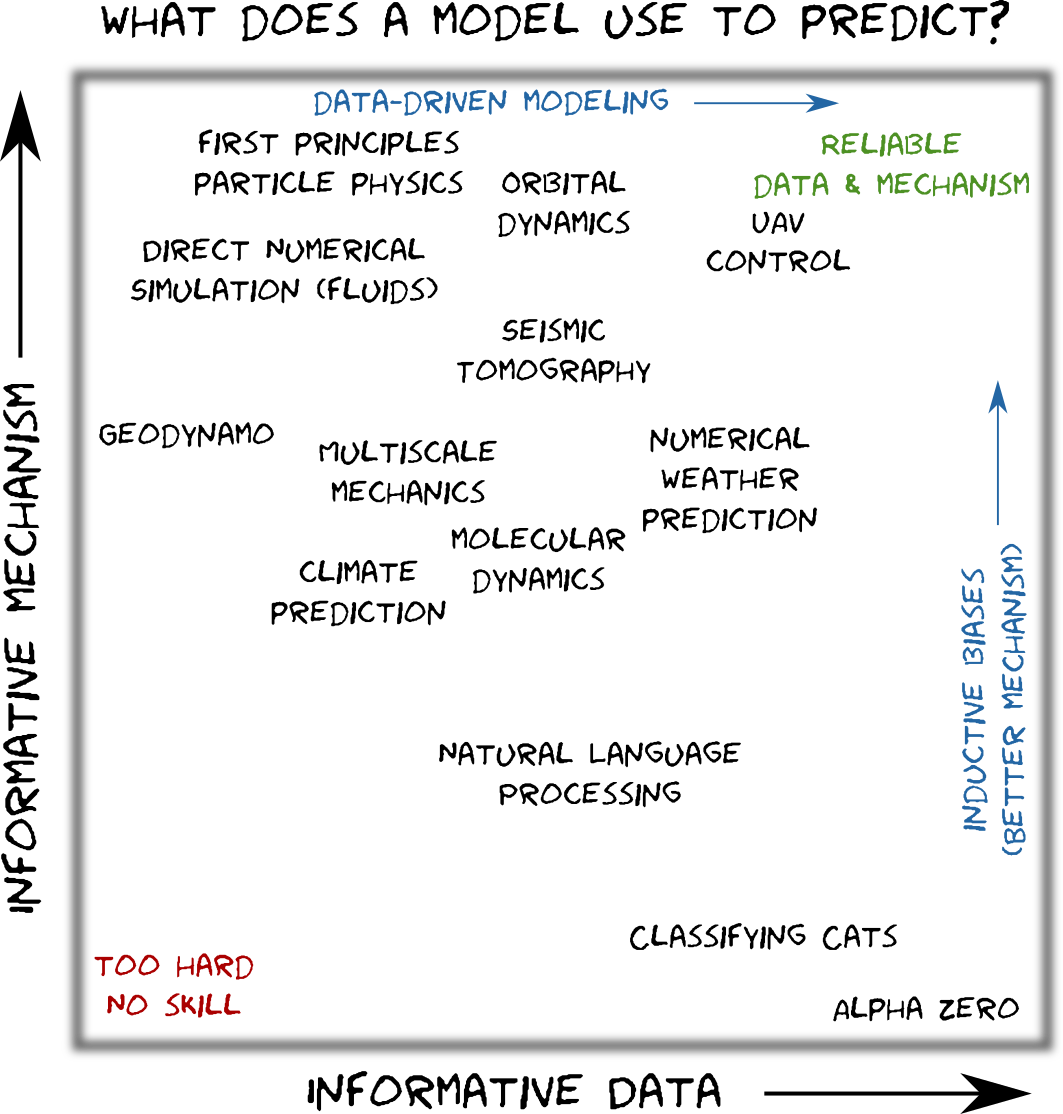 WHAT DOES A MODEL USE TO PREDICT?
DATA-DRIVEN MODELING
FIRST PRINCIPLES
PARTICLE PHYSICS
ORBITAL
DYNAMICS
RELIABLE
DATA & MECHANISM
UAV
CONTROL
DIRECT NUMERICAL
SIMULATION (FLUIDS)
SEISMIC
TOMOGRAPHY
GEODYNAMO
MULTISCALE
MECHANICS
NUMERICAL
WEATHER
PREDICTION
MOLECULAR
DYNAMICS
CLIMATE
PREDICTION
INDUCTIVE BIASES
(BETTER MECHANISM)
NATURAL LANGUAGE
PROCESSING
CLASSIFYING CATS
TOO HARD
NO SKILL
ALPHA ZERO
INFORMATIVE MECHANISM
INFORMATIVE DATA